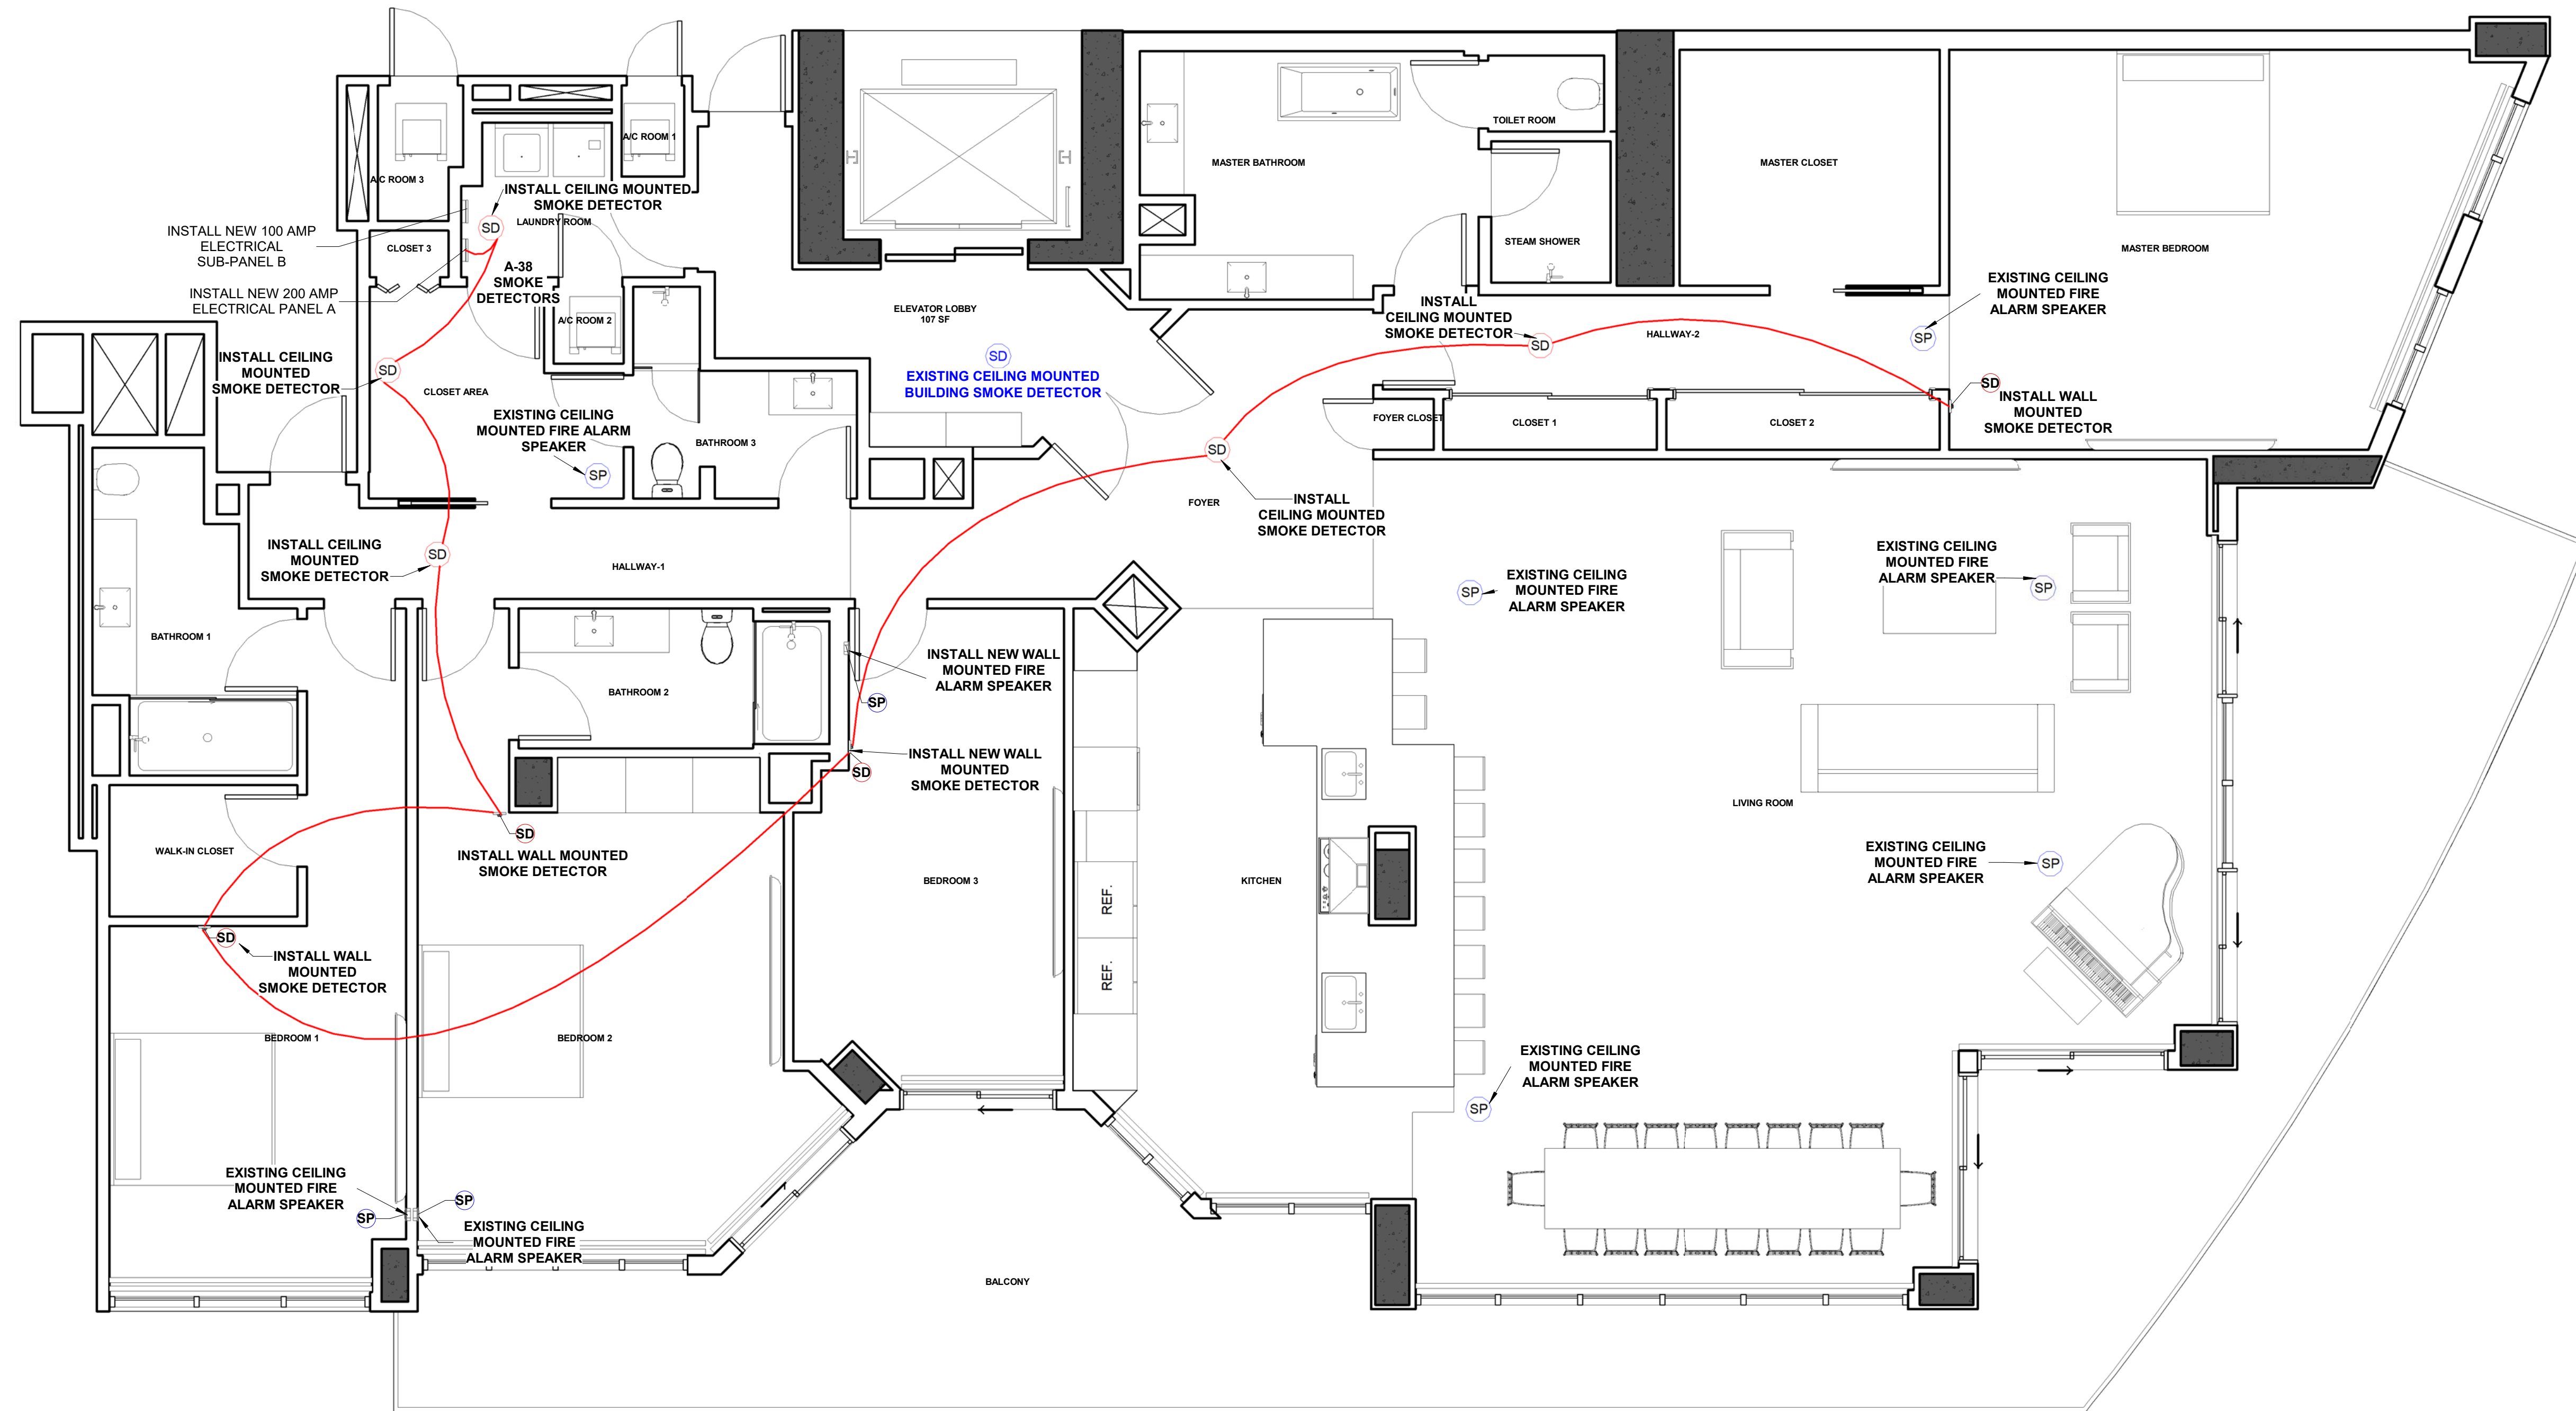 A/C ROOM 1
TOILET ROOM
MASTER BATHROOM
MASTER CLOSET
A/C ROOM 3
INSTALL CEILING MOUNTED
SMOKE DETECTOR
SD
LAUNDRY ROOM
INSTALL NEW 100 AMP
ELECTRICAL
SUB-PANEL B
CLOSET 3
STEAM SHOWER
MASTER BEDROOM
A-38
SMOKE
DETECTORS
INSTALL NEW 200 AMP
ELECTRICAL PANEL A
EXISTING CEILING
MOUNTED FIRE
ALARM SPEAKER
SP
A/C ROOM 2
ELEVATOR LOBBY
107 SF
INSTALL
CEILING MOUNTED
SMOKE DETECTOR
SD
HALLWAY-2
SD
EXISTING CEILING MOUNTED
BUILDING SMOKE DETECTOR
INSTALL CEILING
MOUNTED
SMOKE DETECTOR
SD
CLOSET AREA
SD
INSTALL WALL
MOUNTED
SMOKE DETECTOR
EXISTING CEILING
MOUNTED FIRE ALARM
SPEAKER
SP
BATHROOM 3
FOYER CLOSET
CLOSET 1
CLOSET 2
SD
FOYER
INSTALL
CEILING MOUNTED
SMOKE DETECTOR
INSTALL CEILING
MOUNTED
SMOKE DETECTOR
SD
HALLWAY-1
EXISTING CEILING
MOUNTED FIRE
ALARM SPEAKER
SP
EXISTING CEILING
MOUNTED FIRE
ALARM SPEAKER
SP
BATHROOM 1
BATHROOM 2
INSTALL NEW WALL
MOUNTED FIRE
ALARM SPEAKER
SP
INSTALL NEW WALL
MOUNTED
SMOKE DETECTOR
SD
LIVING ROOM
SD
INSTALL WALL MOUNTED
SMOKE DETECTOR
WALK-IN CLOSET
BEDROOM 3
REF.
KITCHEN
EXISTING CEILING
MOUNTED FIRE
ALARM SPEAKER
SP
SD
INSTALL WALL
MOUNTED
SMOKE DETECTOR
REF.
BEDROOM 1
BEDROOM 2
EXISTING CEILING
MOUNTED FIRE
ALARM SPEAKER
SP
EXISTING CEILING
MOUNTED FIRE
ALARM SPEAKER
SP
SP
EXISTING CEILING
MOUNTED FIRE
ALARM SPEAKER
BALCONY